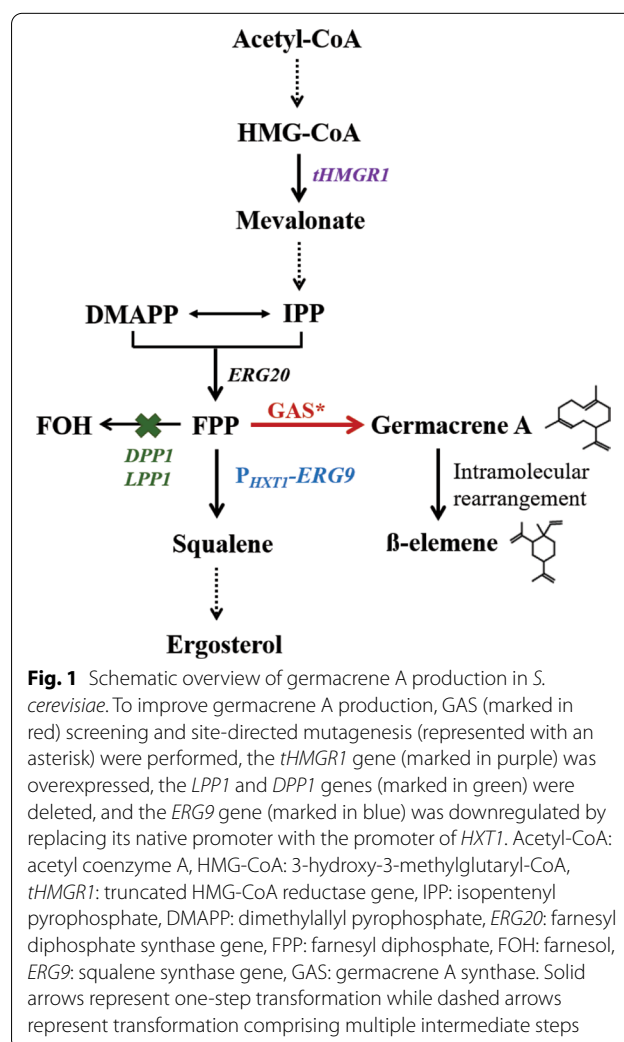 Acetyl-CoA
HMG-CoA
tHMGR1
Mevalonate
DMAPP
IPP
ERG20
FOH
FPP
GAS*
Germacrene A
DPP1
LPP1
P_HXT1-ERG9
Intramolecular
rearrangement
Squalene
ß-elemene
Ergosterol
Fig. 1 Schematic overview of germacrene A production in S.
cerevisiae. To improve germacrene A production, GAS (marked in
red) screening and site-directed mutagenesis (represented with an
asterisk) were performed, the tHMGR1 gene (marked in purple) was
overexpressed, the LPP1 and DPP1 genes (marked in green) were
deleted, and the ERG9 gene (marked in blue) was downregulated by
replacing its native promoter with the promoter of HXT1. Acetyl-CoA:
acetyl coenzyme A, HMG-CoA: 3-hydroxy-3-methylglutaryl-CoA,
tHMGR1: truncated HMG-CoA reductase gene, IPP: isopentenyl
pyrophosphate, DMAPP: dimethylallyl pyrophosphate, ERG20: farnesyl
diphosphate synthase gene, FPP: farnesyl diphosphate, FOH: farnesol,
ERG9: squalene synthase gene, GAS: germacrene A synthase. Solid
arrows represent one-step transformation while dashed arrows
represent transformation comprising multiple intermediate steps